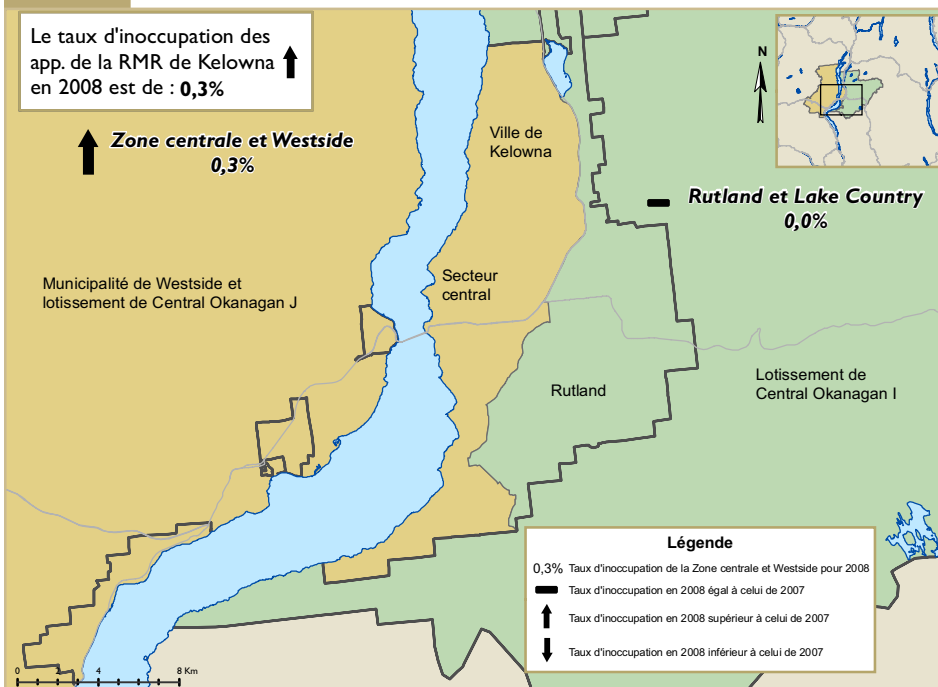 Le taux d'inoccupation des
app. de la RMR de Kelowna
en 2008 est de : 0,3%
Zone centrale et Westside
0,3%
Ville de
Kelowna
N
Rutland et Lake Country
0,0%
Municipalité de Westside et
lotissement de Central Okanagan J
Secteur
central
Rutland
Lotissement de
Central Okanagan I
Légende
0,3% Taux d'inoccupation de la Zone centrale et Westside pour 2008
Taux d'inoccupation en 2008 égal à celui de 2007
Taux d'inoccupation en 2008 supérieur à celui de 2007
Taux d'inoccupation en 2008 inférieur à celui de 2007
0 2 4 8 Km